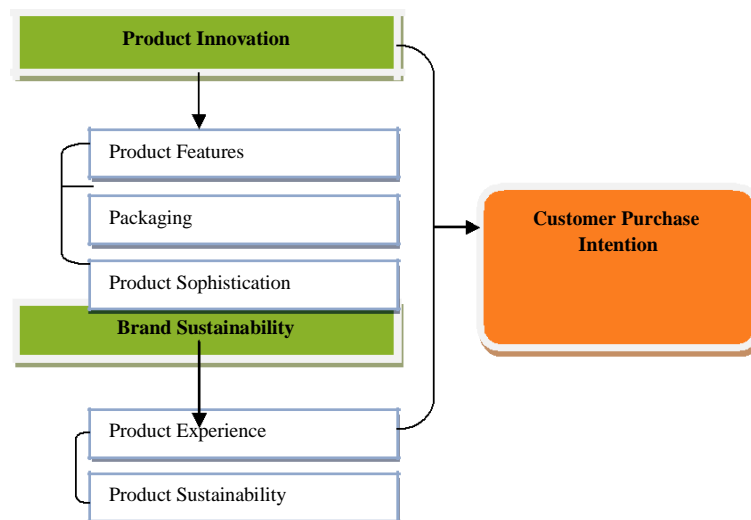 Product Innovation
Product Features
Packaging
Product Sophistication
Brand Sustainability
Product Experience
Product Sustainability
Customer Purchase
Intention